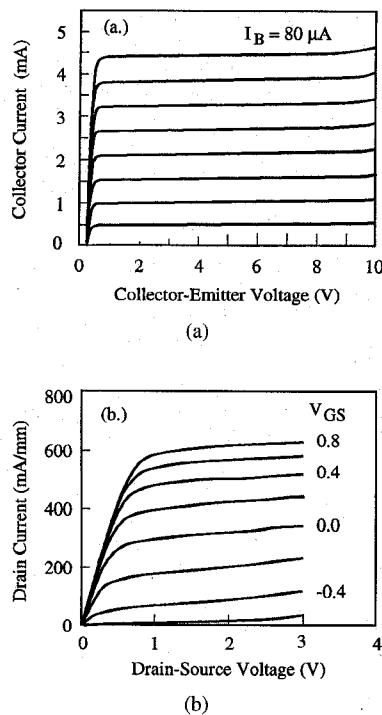 (a.)
I_B = 80 μA
5
4
3
2
1
0
Collector Current (mA)
2
4
6
8
10
Collector-Emitter Voltage (V)
(a)
800
600
400
200
0
Drain Current (mA/mm)
(b.)
V_GS
0.8
0.4
0.0
-0.4
0
1
2
3
4
Drain-Source Voltage (V)
(b)